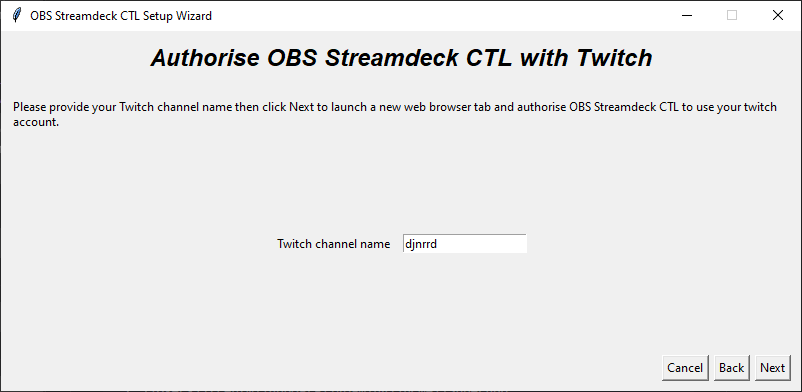 OBS Streamdeck CTL Setup Wizard
Authorise OBS Streamdeck CTL with Twitch
Please provide your Twitch channel name then click Next to launch a new web browser tab and authorise OBS Streamdeck CTL to use your twitch
account.
Twitch channel name djnrrd
Cancel Back Next